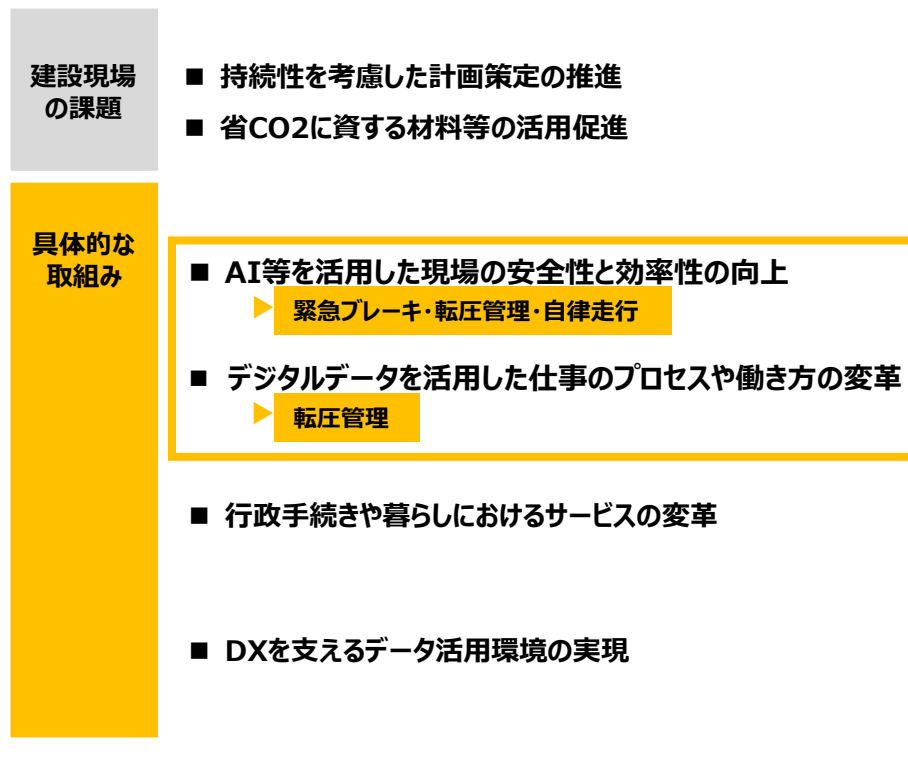 建設現場
の課題
■ 持続性を考慮した計画策定の推進
■ 省CO2に資する材料等の活用促進
具体的な
取組み
■ AI等を活用した現場の安全性と効率性の向上
緊急ブレーキ・転圧管理・自律走行
■ デジタルデータを活用した仕事のプロセスや働き方の変革
転圧管理
■ 行政手続きや暮らしにおけるサービスの変革
■ DXを支えるデータ活用環境の実現